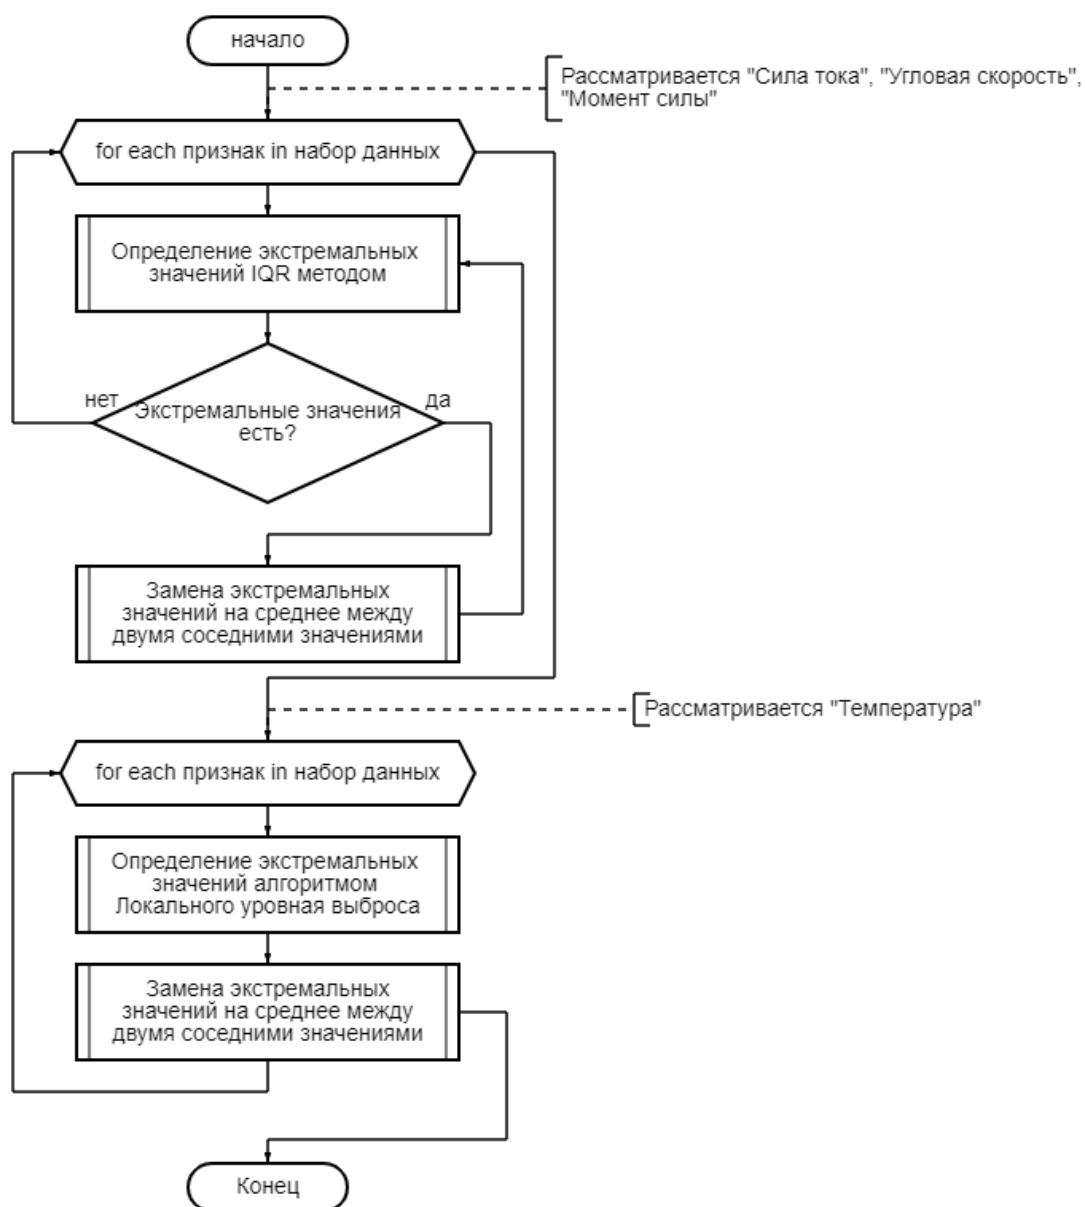 начало
Рассматривается "Сила тока", "Угловая скорость",
"Момент силы"
for each признак in набор данных
Определение экстремальных
значений IQR методом
нет
да
Экстремальные значения
есть?
Замена экстремальных
значений на среднее между
двумя соседними значениями
Рассматривается "Температура"
for each признак in набор данных
Определение экстремальных
значений алгоритмом
Локального уровная выброса
Замена экстремальных
значений на среднее между
двумя соседними значениями
Конец